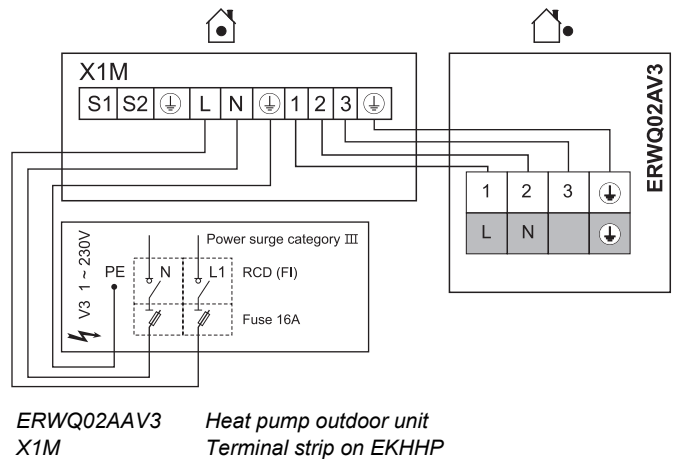 X1M
S1 S2 L N 1 2 3
ERWQ02AV3
1 2 3
L N
V3 1 ~ 230V
Power surge category III
PE N L1 RCD (FI)
Fuse 16A
ERWQ02AAV3 Heat pump outdoor unit
X1M Terminal strip on EKHHP